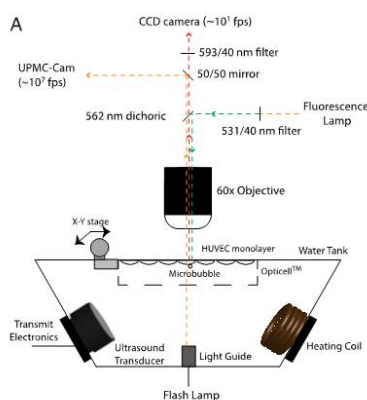 A
CCD camera (~10¹ fps)
593/40 nm filter
UPMC-Cam
(~10⁷ fps)
50/50 mirror
562 nm dichoric
Fluorescence
Lamp
531/40 nm filter
60x Objective
X-Y stage
HUVEC monolayer
Water Tank
Microbubble
Opticell™
Transmit
Electronics
Ultrasound
Transducer
Light Guide
Heating Coil
Flash Lamp